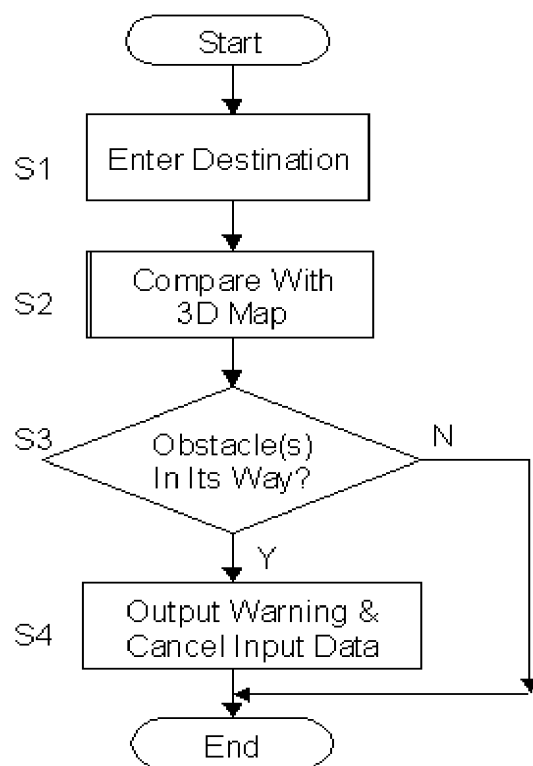 Start
S1
Enter Destination
S2
Compare With
3D Map
S3
Obstacle(s)
In Its Way?
N
Y
S4
Output Warning &
Cancel Input Data
End